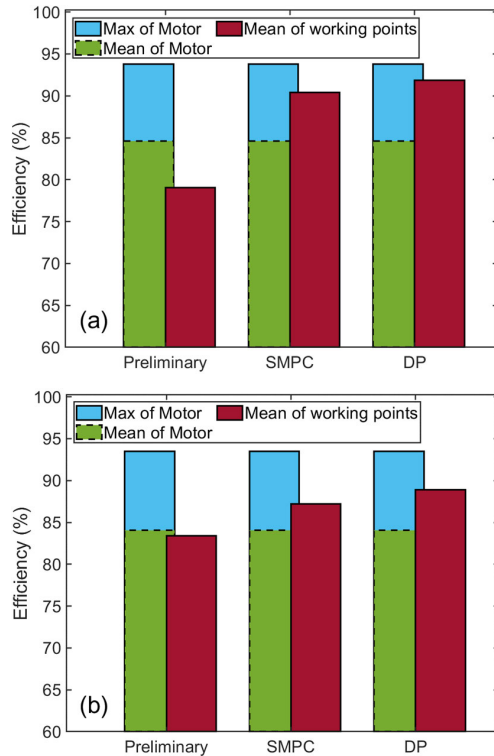 100
95
90
85
80
75
70
65
60
Efficiency (%)
Max of Motor
Mean of working points
Mean of Motor
(a)
Preliminary
SMPC
DP
100
95
90
85
80
75
70
65
60
Efficiency (%)
Max of Motor
Mean of working points
Mean of Motor
(b)
Preliminary
SMPC
DP